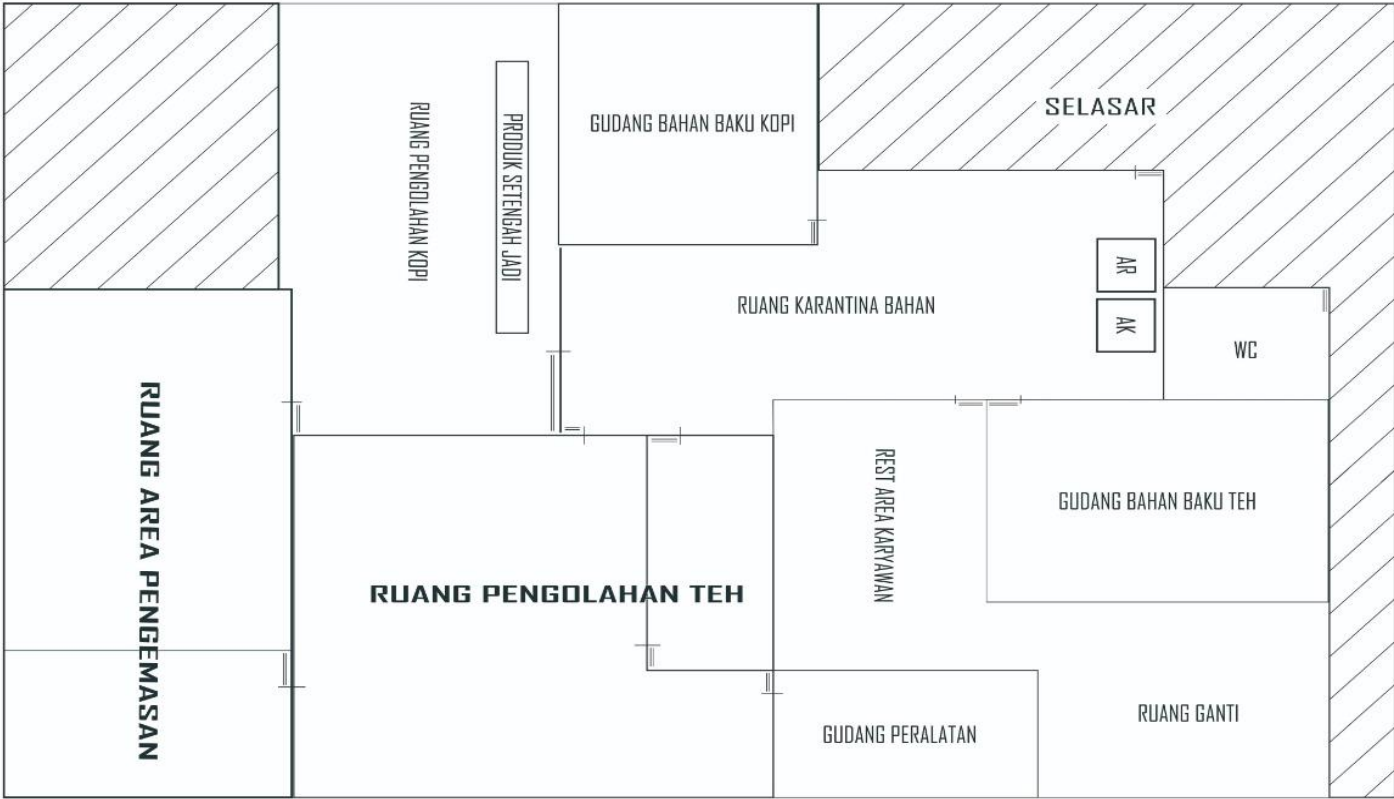 SELASAR
GUDANG BAHAN BAKU KOPI
RUANG PENGOLAHAN KOPI
PRODUK SETENGAH JADI
AR
RUANG KARANTINA BAHAN
AK
WC
RUANG AREA PENGEMASAN
REST AREA KARYAWAN
GUDANG BAHAN BAKU TEH
RUANG PENGOLAHAN TEH
RUANG GANTI
GUDANG PERALATAN